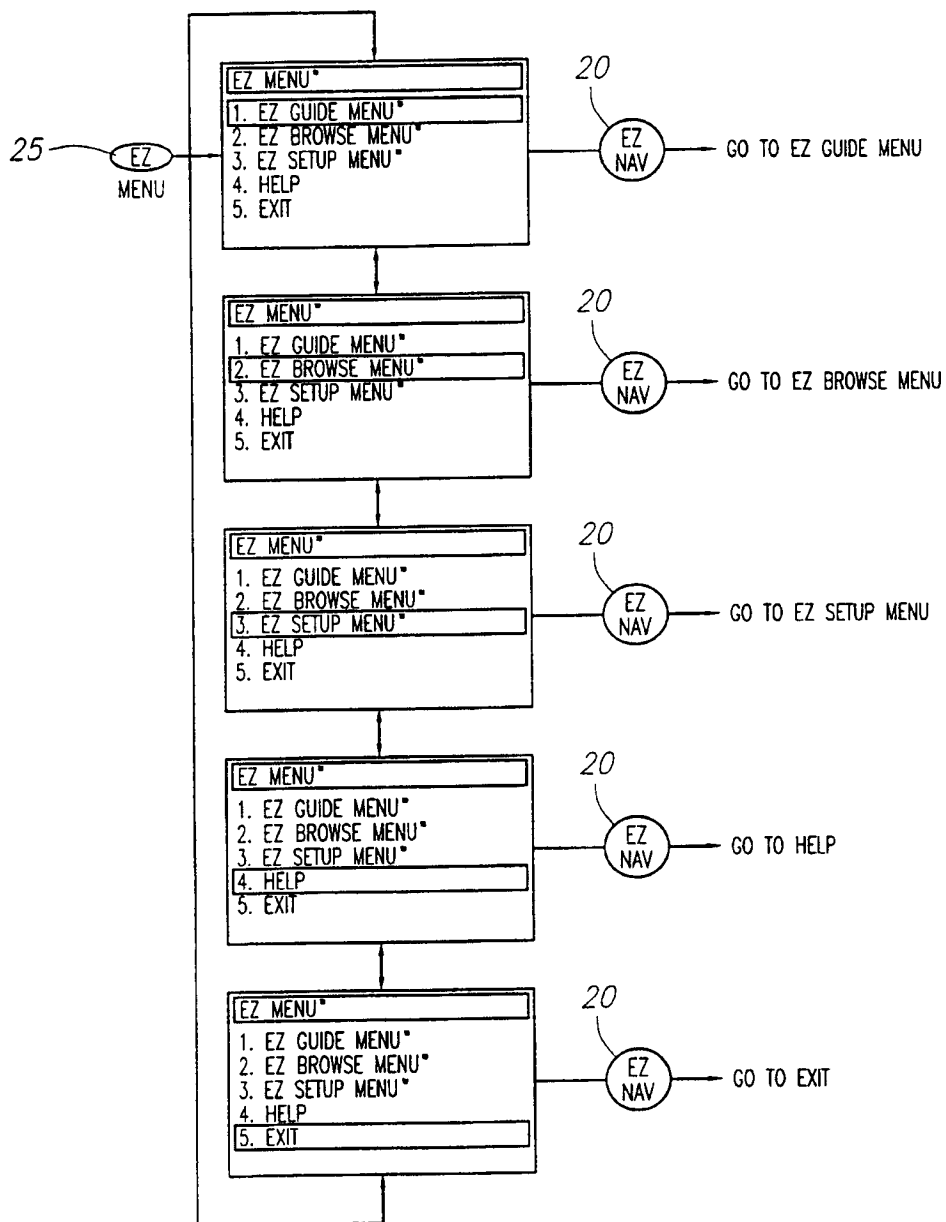 EZ MENU"
1. EZ GUIDE MENU"
2. EZ BROWSE MENU"
3. EZ SETUP MENU"
4. HELP
5. EXIT
25
EZ
MENU
20
EZ
NAV
GO TO EZ GUIDE MENU
EZ MENU"
1. EZ GUIDE MENU"
2. EZ BROWSE MENU"
3. EZ SETUP MENU"
4. HELP
5. EXIT
20
EZ
NAV
GO TO EZ BROWSE MENU
EZ MENU"
1. EZ GUIDE MENU"
2. EZ BROWSE MENU"
3. EZ SETUP MENU"
4. HELP
5. EXIT
20
EZ
NAV
GO TO EZ SETUP MENU
EZ MENU"
1. EZ GUIDE MENU"
2. EZ BROWSE MENU"
3. EZ SETUP MENU"
4. HELP
5. EXIT
20
EZ
NAV
GO TO HELP
EZ MENU"
1. EZ GUIDE MENU"
2. EZ BROWSE MENU"
3. EZ SETUP MENU"
4. HELP
5. EXIT
20
EZ
NAV
GO TO EXIT